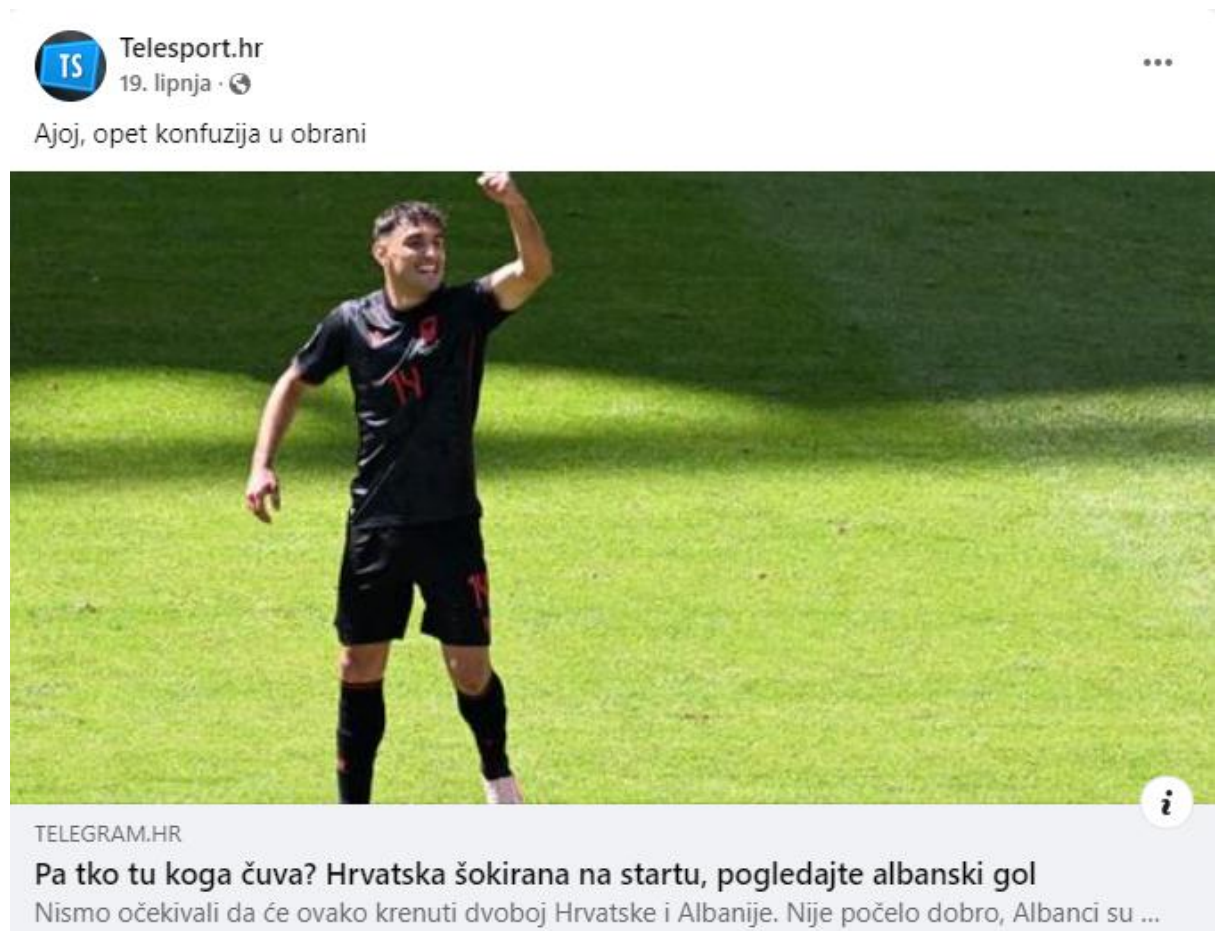 TS
Telesport.hr
19. lipnja ·
Ajoj, opet konfuzija u obrani
14
14
i
TELEGRAM.HR
Pa tko tu koga čuva? Hrvatska šokirana na startu, pogledajte albanski gol
Nismo očekivali da će ovako krenuti dvoboj Hrvatske i Albanije. Nije počelo dobro, Albanci su ...